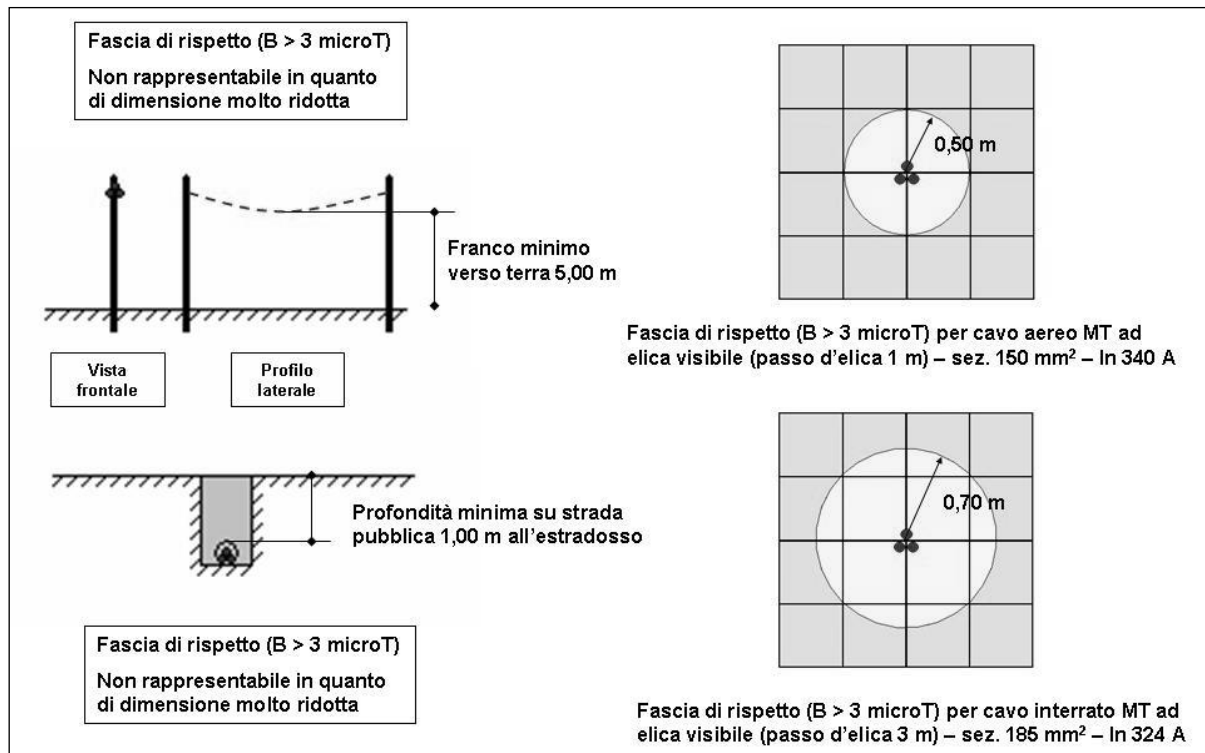 Fascia di rispetto (B > 3 microT)
Non rappresentabile in quanto
di dimensione molto ridotta
Franco minimo
verso terra 5,00 m
Vista
frontale
Profilo
laterale
0,50 m
Fascia di rispetto (B > 3 microT) per cavo aereo MT ad
elica visibile (passo d'elica 1 m) – sez. 150 mm² – In 340 A
Profondità minima su strada
pubblica 1,00 m all'estradosso
Fascia di rispetto (B > 3 microT)
Non rappresentabile in quanto
di dimensione molto ridotta
0,70 m
Fascia di rispetto (B > 3 microT) per cavo interrato MT ad
elica visibile (passo d'elica 3 m) – sez. 185 mm² – In 324 A